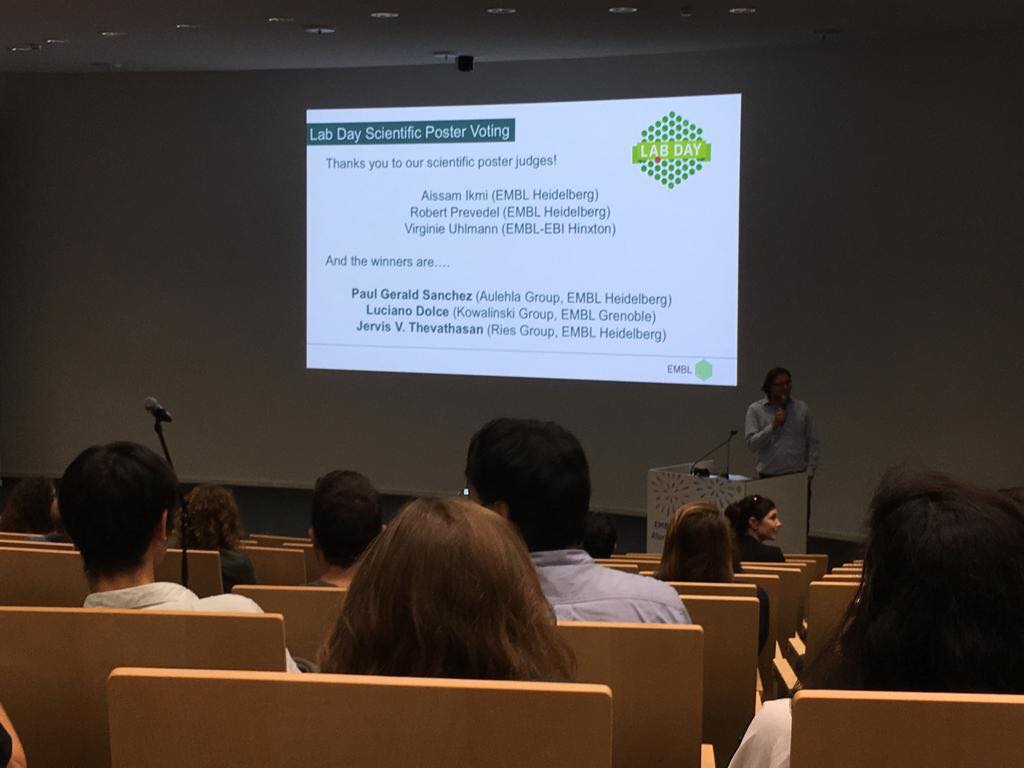 Lab Day Scientific Poster Voting
LAB DAY
Thanks you to our scientific poster judges!
Aissam Ikmi (EMBL Heidelberg)
Robert Prevedel (EMBL Heidelberg)
Virginie Uhlmann (EMBL-EBI Hinxton)
And the winners are....
Paul Gerald Sanchez (Aulehla Group, EMBL Heidelberg)
Luciano Dolce (Kowalinski Group, EMBL Grenoble)
Jervis V. Thevathasan (Ries Group, EMBL Heidelberg)
EMBL